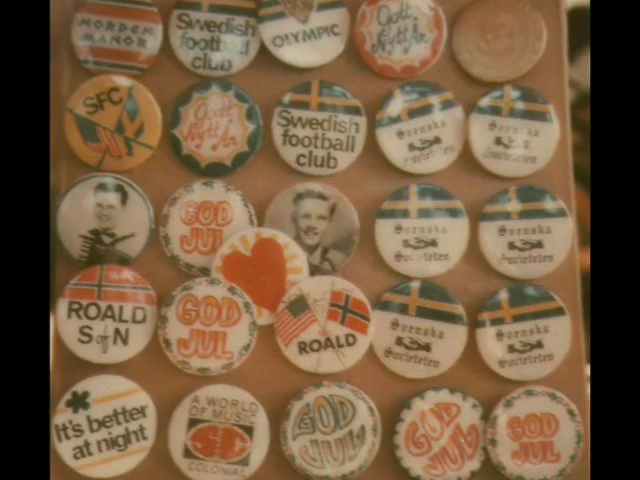 NORDEN
MANOR
Swedish
football
club
OLYMPIC
Gott
Nytt År
SFC
Gott
Nytt År
Swedish
football
club
Svenska
Societeten
Svenska
Societeten
GOD
JUL
Svenska
Societeten
Svenska
Societeten
ROALD
SofN
GOD
JUL
ROALD
Svenska
Societeten
Svenska
Societeten
It's better
at night
A WORLD
OF MUSIC
COLONIAL
GOD
JUL
GOD
JUL
GOD
JUL